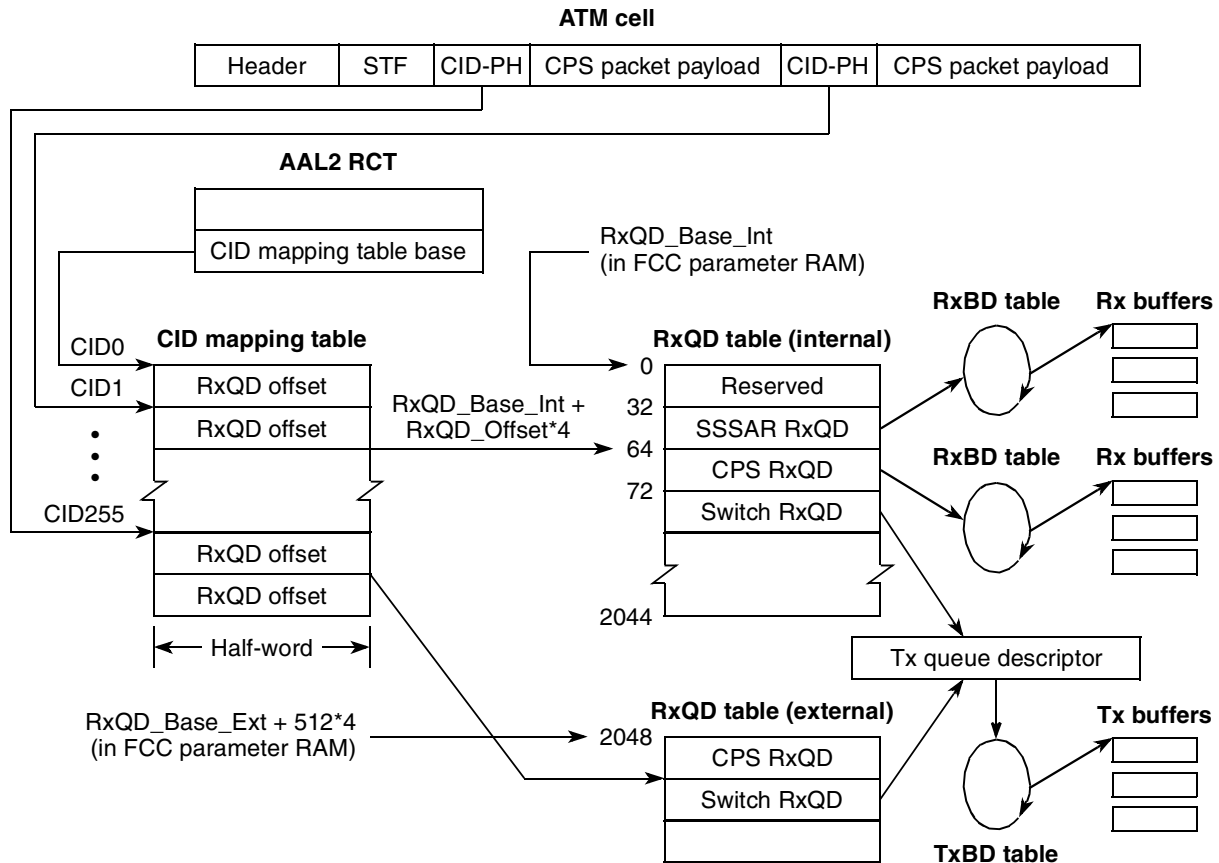 ATM cell
Header
STF
CID-PH
CPS packet payload
CID-PH
CPS packet payload
AAL2 RCT
CID mapping table base
RxQD_Base_Int
(in FCC parameter RAM)
RxBD table
Rx buffers
CID mapping table
RxQD table (internal)
CID0
CID1
CID255
RxQD offset
RxQD offset
RxQD offset
RxQD offset
Half-word
RxQD_Base_Int +
RxQD_Offset*4
0
32
64
72
2044
Reserved
SSSAR RxQD
CPS RxQD
Switch RxQD
RxBD table
Rx buffers
Tx queue descriptor
RxQD_Base_Ext + 512*4
(in FCC parameter RAM)
RxQD table (external)
2048
CPS RxQD
Switch RxQD
Tx buffers
TxBD table